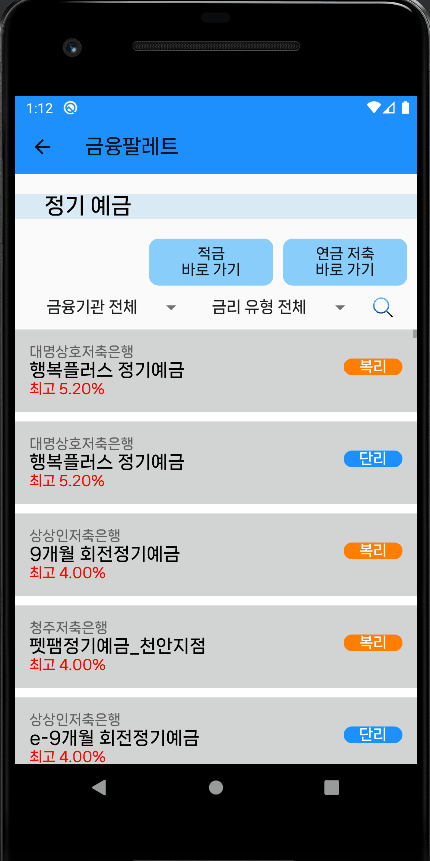 1:12
금융팔레트
정기 예금
적금
바로 가기
연금 저축
바로 가기
금융기관 전체
금리 유형 전체
대명상호저축은행
행복플러스 정기예금
최고 5.20%
복리
대명상호저축은행
행복플러스 정기예금
최고 5.20%
단리
상상인저축은행
9개월 회전정기예금
최고 4.00%
복리
청주저축은행
펫팸정기예금_천안지점
최고 4.00%
복리
상상인저축은행
e-9개월 회전정기예금
최고 4.00%
단리